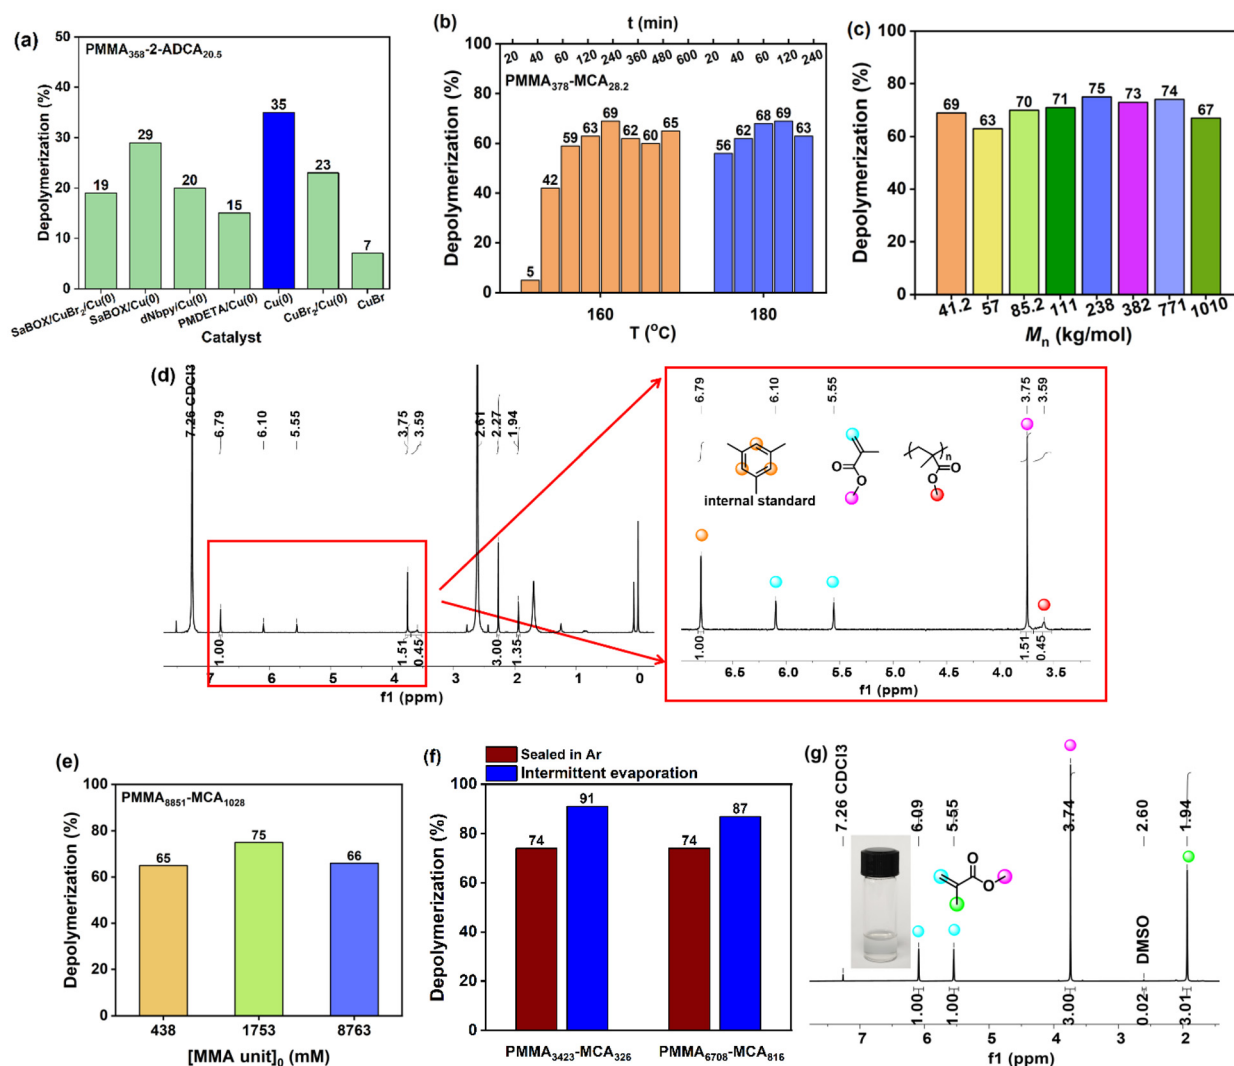 (a)
PMMA358-2-ADCA20.5
Depolymerization (%)
50
40
30
20
10
0
19
29
20
15
35
23
7
SaBOX/CuBr2/Cu(0)
SaBOX/Cu(0)
dNbpy/Cu(0)
PMDETA/Cu(0)
Cu(0)
CuBr2/Cu(0)
CuBr
Catalyst
(b)
t (min)
20 40 60 120 240 360 480 600 20 40 60 120 240
PMMA378-MCA28.2
Depolymerization (%)
100
80
60
40
20
0
5
42
59
63
69
62
60
65
56
62
68
69
63
160 180
T (°C)
(c)
Depolymerization (%)
100
80
60
40
20
0
69
63
70
71
75
73
74
67
41.2 57 85.2 111 238 382 771 1010
Mn (kg/mol)
(d)
7.26 CDCl3
6.79
6.10
5.55
3.75
3.59
2.61
2.27
1.94
1.00
1.51
0.45
3.00
1.35
7 6 5 4 3 2 1 0
f1 (ppm)
6.79
6.10
5.55
3.75
3.59
internal standard
O
O
n
O
O
1.00
1.51
0.45
6.5 6.0 5.5 5.0 4.5 4.0 3.5
f1 (ppm)
(e)
PMMA8851-MCA1028
Depolymerization (%)
100
80
60
40
20
0
65
75
66
438 1753 8763
[MMA unit]0 (mM)
(f)
Sealed in Ar
Intermittent evaporation
Depolymerization (%)
100
80
60
40
20
0
74
91
74
87
PMMA3423-MCA326 PMMA6708-MCA816
(g)
7.26 CDCl3
6.09
5.55
3.74
2.60
1.94
O
O
DMSO
1.00
1.00
3.00
0.02
3.01
7 6 5 4 3 2
f1 (ppm)